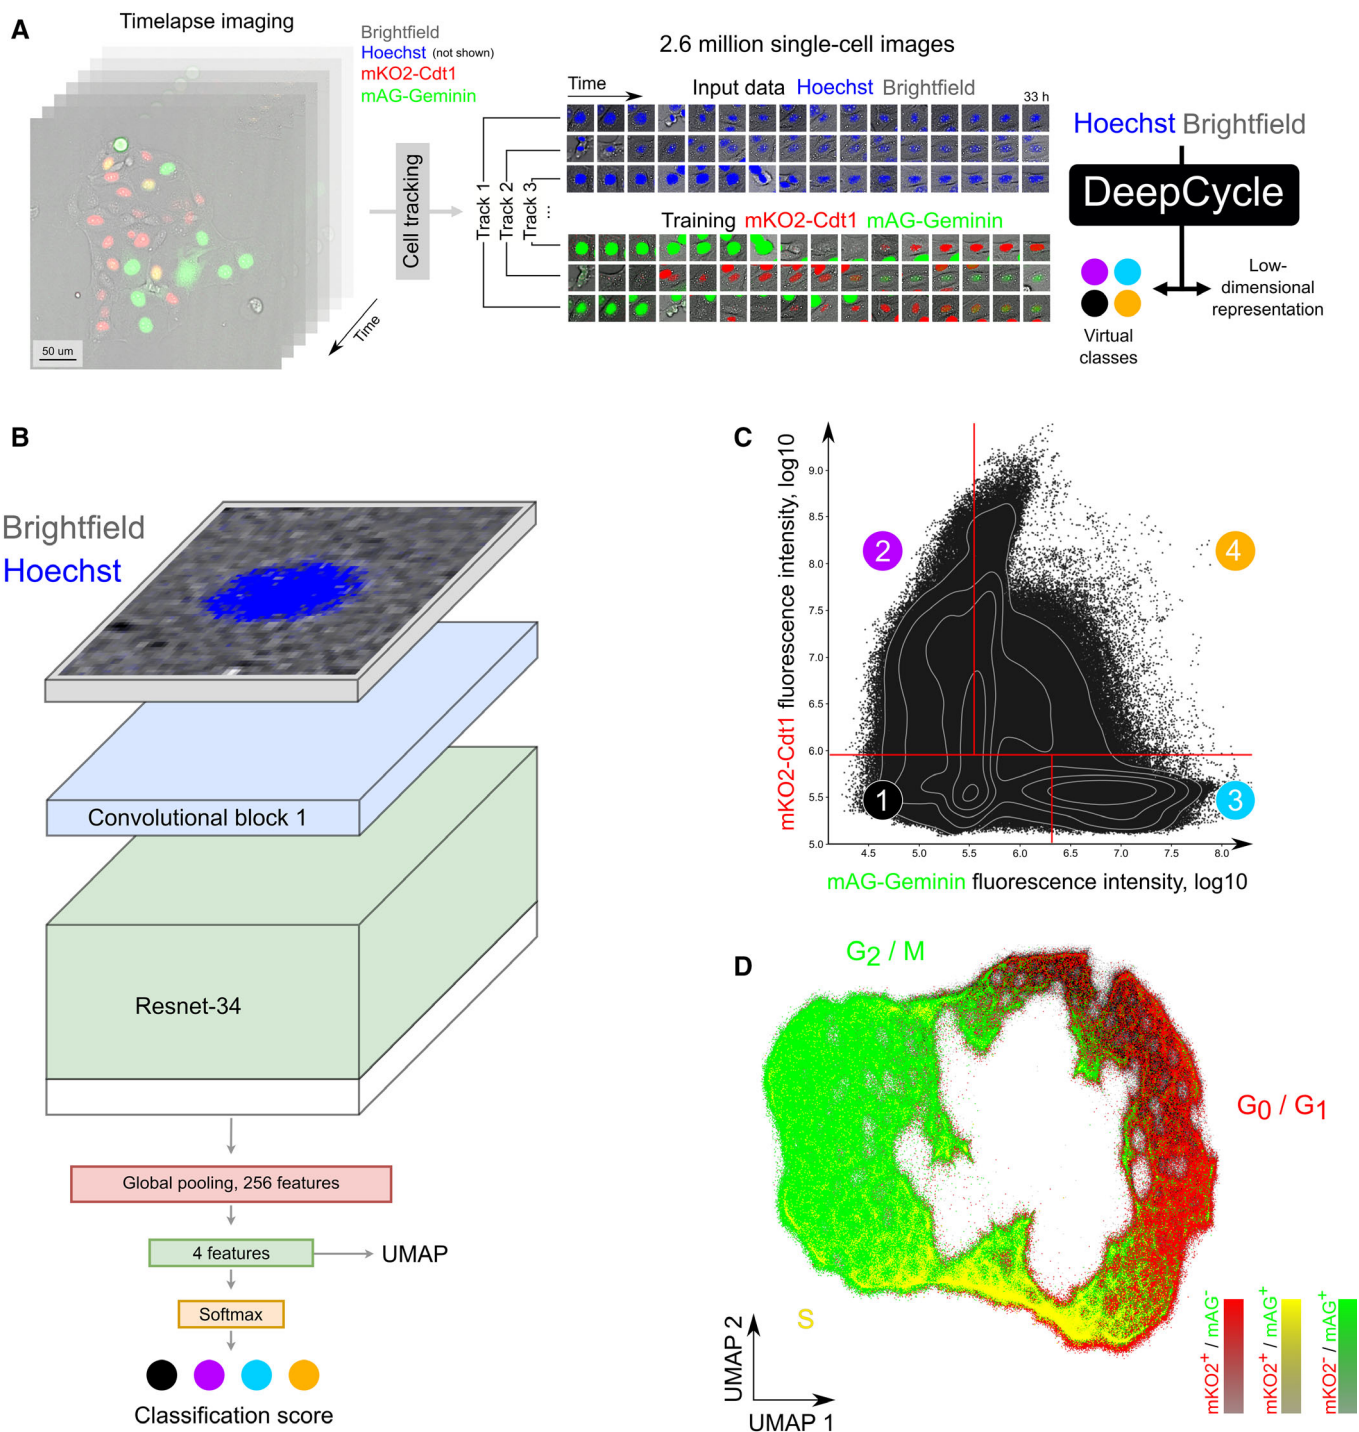 A
Timelapse imaging
Brightfield
Hoechst (not shown)
mKO2-Cdt1
mAG-Geminin
50 um
Time
Cell tracking
Track 1
Track 2
Track 3
...
2.6 million single-cell images
Time
Input data Hoechst Brightfield
33 h
Training mKO2-Cdt1 mAG-Geminin
Hoechst Brightfield
DeepCycle
Virtual
classes
Low-
dimensional
representation
B
Brightfield
Hoechst
Convolutional block 1
Resnet-34
Global pooling, 256 features
4 features
UMAP
Softmax
Classification score
C
mKO2-Cdt1 fluorescence intensity, log10
9.0
8.5
8.0
7.5
7.0
6.5
6.0
5.5
5.0
2
4
1
3
4.5 5.0 5.5 6.0 6.5 7.0 7.5 8.0
mAG-Geminin fluorescence intensity, log10
D
G2 / M
G0 / G1
S
UMAP 2
UMAP 1
mKO2+ / mAG-
mKO2+ / mAG+
mKO2- / mAG+